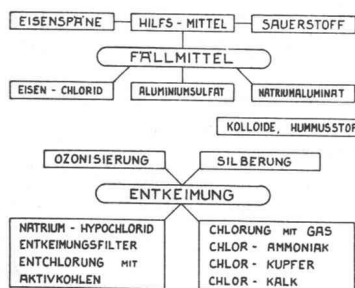 EISENSPÄNE
HILFS-MITTEL
SAUERSTOFF
FÄLLMITTEL
EISEN - CHLORID
ALUMINIUMSULFAT
NATRIUMALUMINAT
KOLLOIDE, HUMMUSSTOF
OZONISIERUNG
SILBERUNG
ENTKEIMUNG
NATRIUM - HYPOCHLORID
ENTKEIMUNGSFILTER
ENTCHLORUNG MIT
AKTIVKOHLEN
CHLORUNG MIT GAS
CHLOR - AMMONIAK
CHLOR - KUPFER
CHLOR - KALK